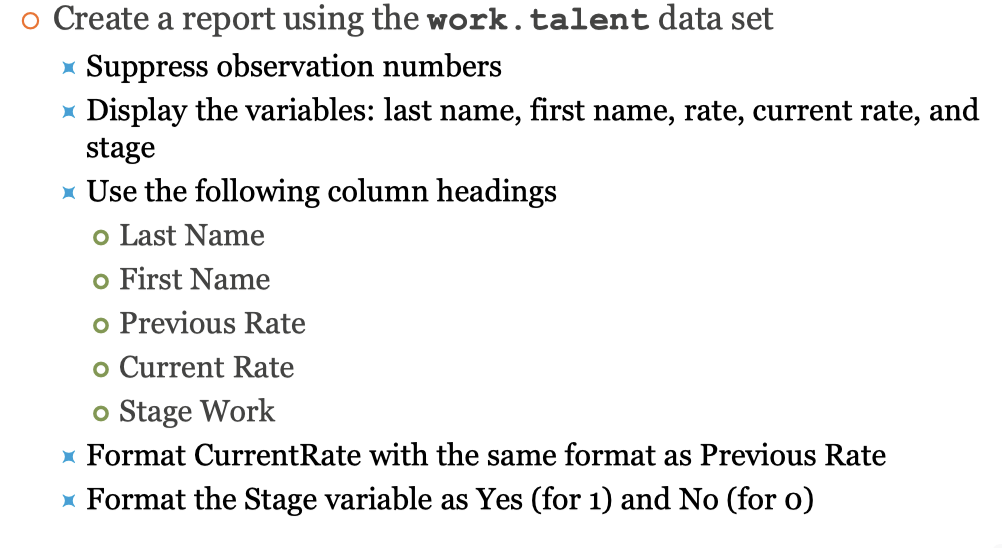 Create a report using the work.talent data set
Suppress observation numbers
Display the variables: last name, first name, rate, current rate, and
stage
Use the following column headings
Last Name
First Name
Previous Rate
Current Rate
Stage Work
Format CurrentRate with the same format as Previous Rate
Format the Stage variable as Yes (for 1) and No (for 0)